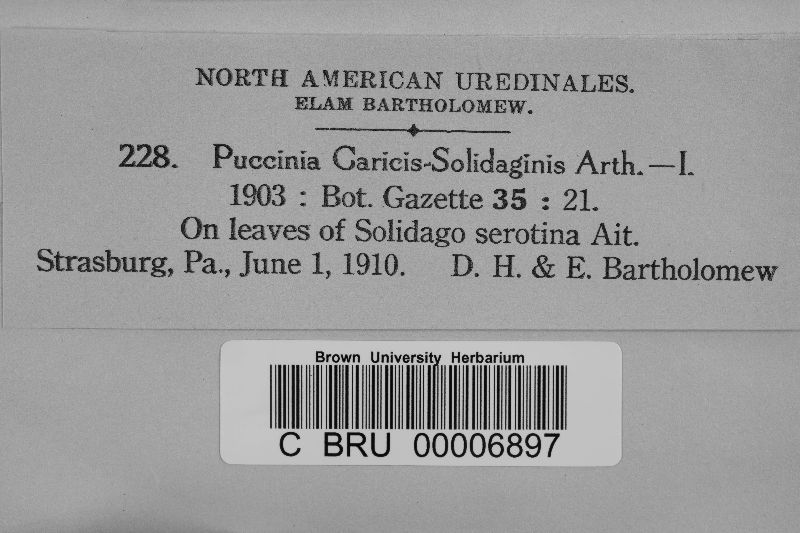 NORTH AMERICAN UREDINALES.
ELAM BARTHOLOMEW.
228. Puccinia Caricis-Solidaginis Arth.—I.
1903 : Bot. Gazette 35 : 21.
On leaves of Solidago serotina Ait.
Strasburg, Pa., June 1, 1910. D. H. & E. Bartholomew
Brown University Herbarium
C BRU 00006897